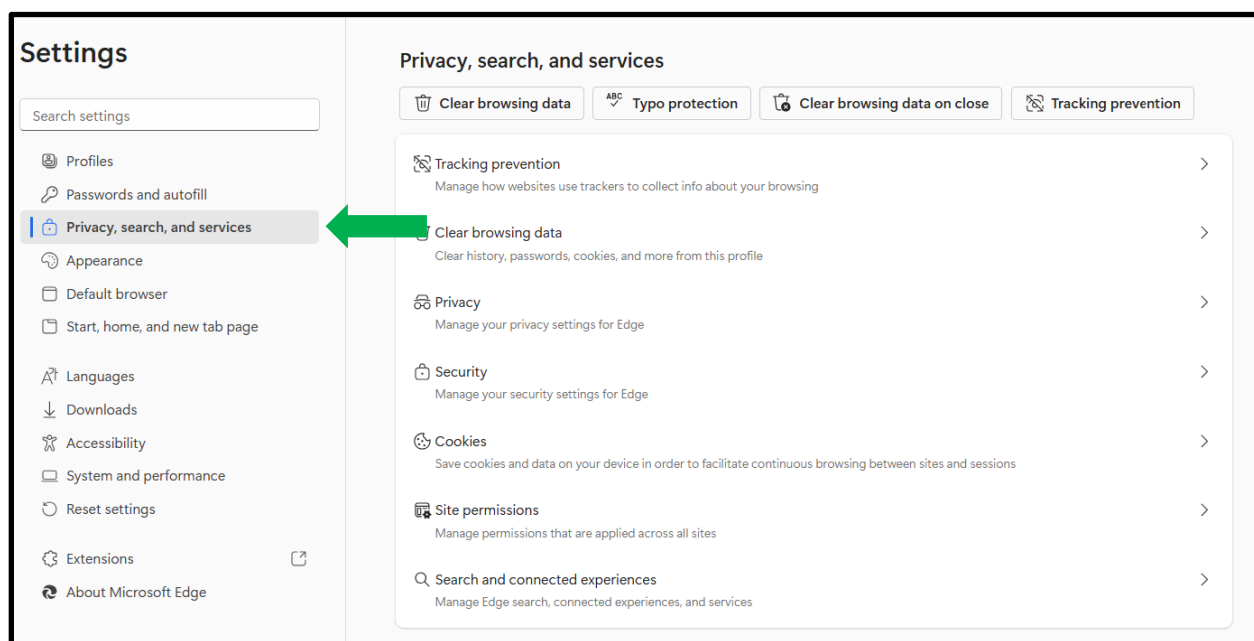 Settings
Search settings
Profiles
Passwords and autofill
Privacy, search, and services
Appearance
Default browser
Start, home, and new tab page
Languages
Downloads
Accessibility
System and performance
Reset settings
Extensions
About Microsoft Edge
Privacy, search, and services
Clear browsing data
ABC Typo protection
Clear browsing data on close
Tracking prevention
Tracking prevention
Manage how websites use trackers to collect info about your browsing
Clear browsing data
Clear history, passwords, cookies, and more from this profile
Privacy
Manage your privacy settings for Edge
Security
Manage your security settings for Edge
Cookies
Save cookies and data on your device in order to facilitate continuous browsing between sites and sessions
Site permissions
Manage permissions that are applied across all sites
Search and connected experiences
Manage Edge search, connected experiences, and services